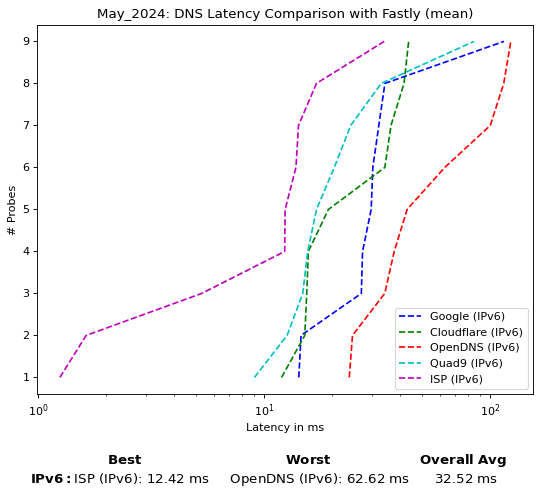 May_2024: DNS Latency Comparison with Fastly (mean)
# Probes
9
8
7
6
5
4
3
2
1
Google (IPv6)
Cloudflare (IPv6)
OpenDNS (IPv6)
Quad9 (IPv6)
ISP (IPv6)
10⁰ 10¹ 10²
Latency in ms
Best Worst Overall Avg
IPv6: ISP (IPv6): 12.42 ms OpenDNS (IPv6): 62.62 ms 32.52 ms